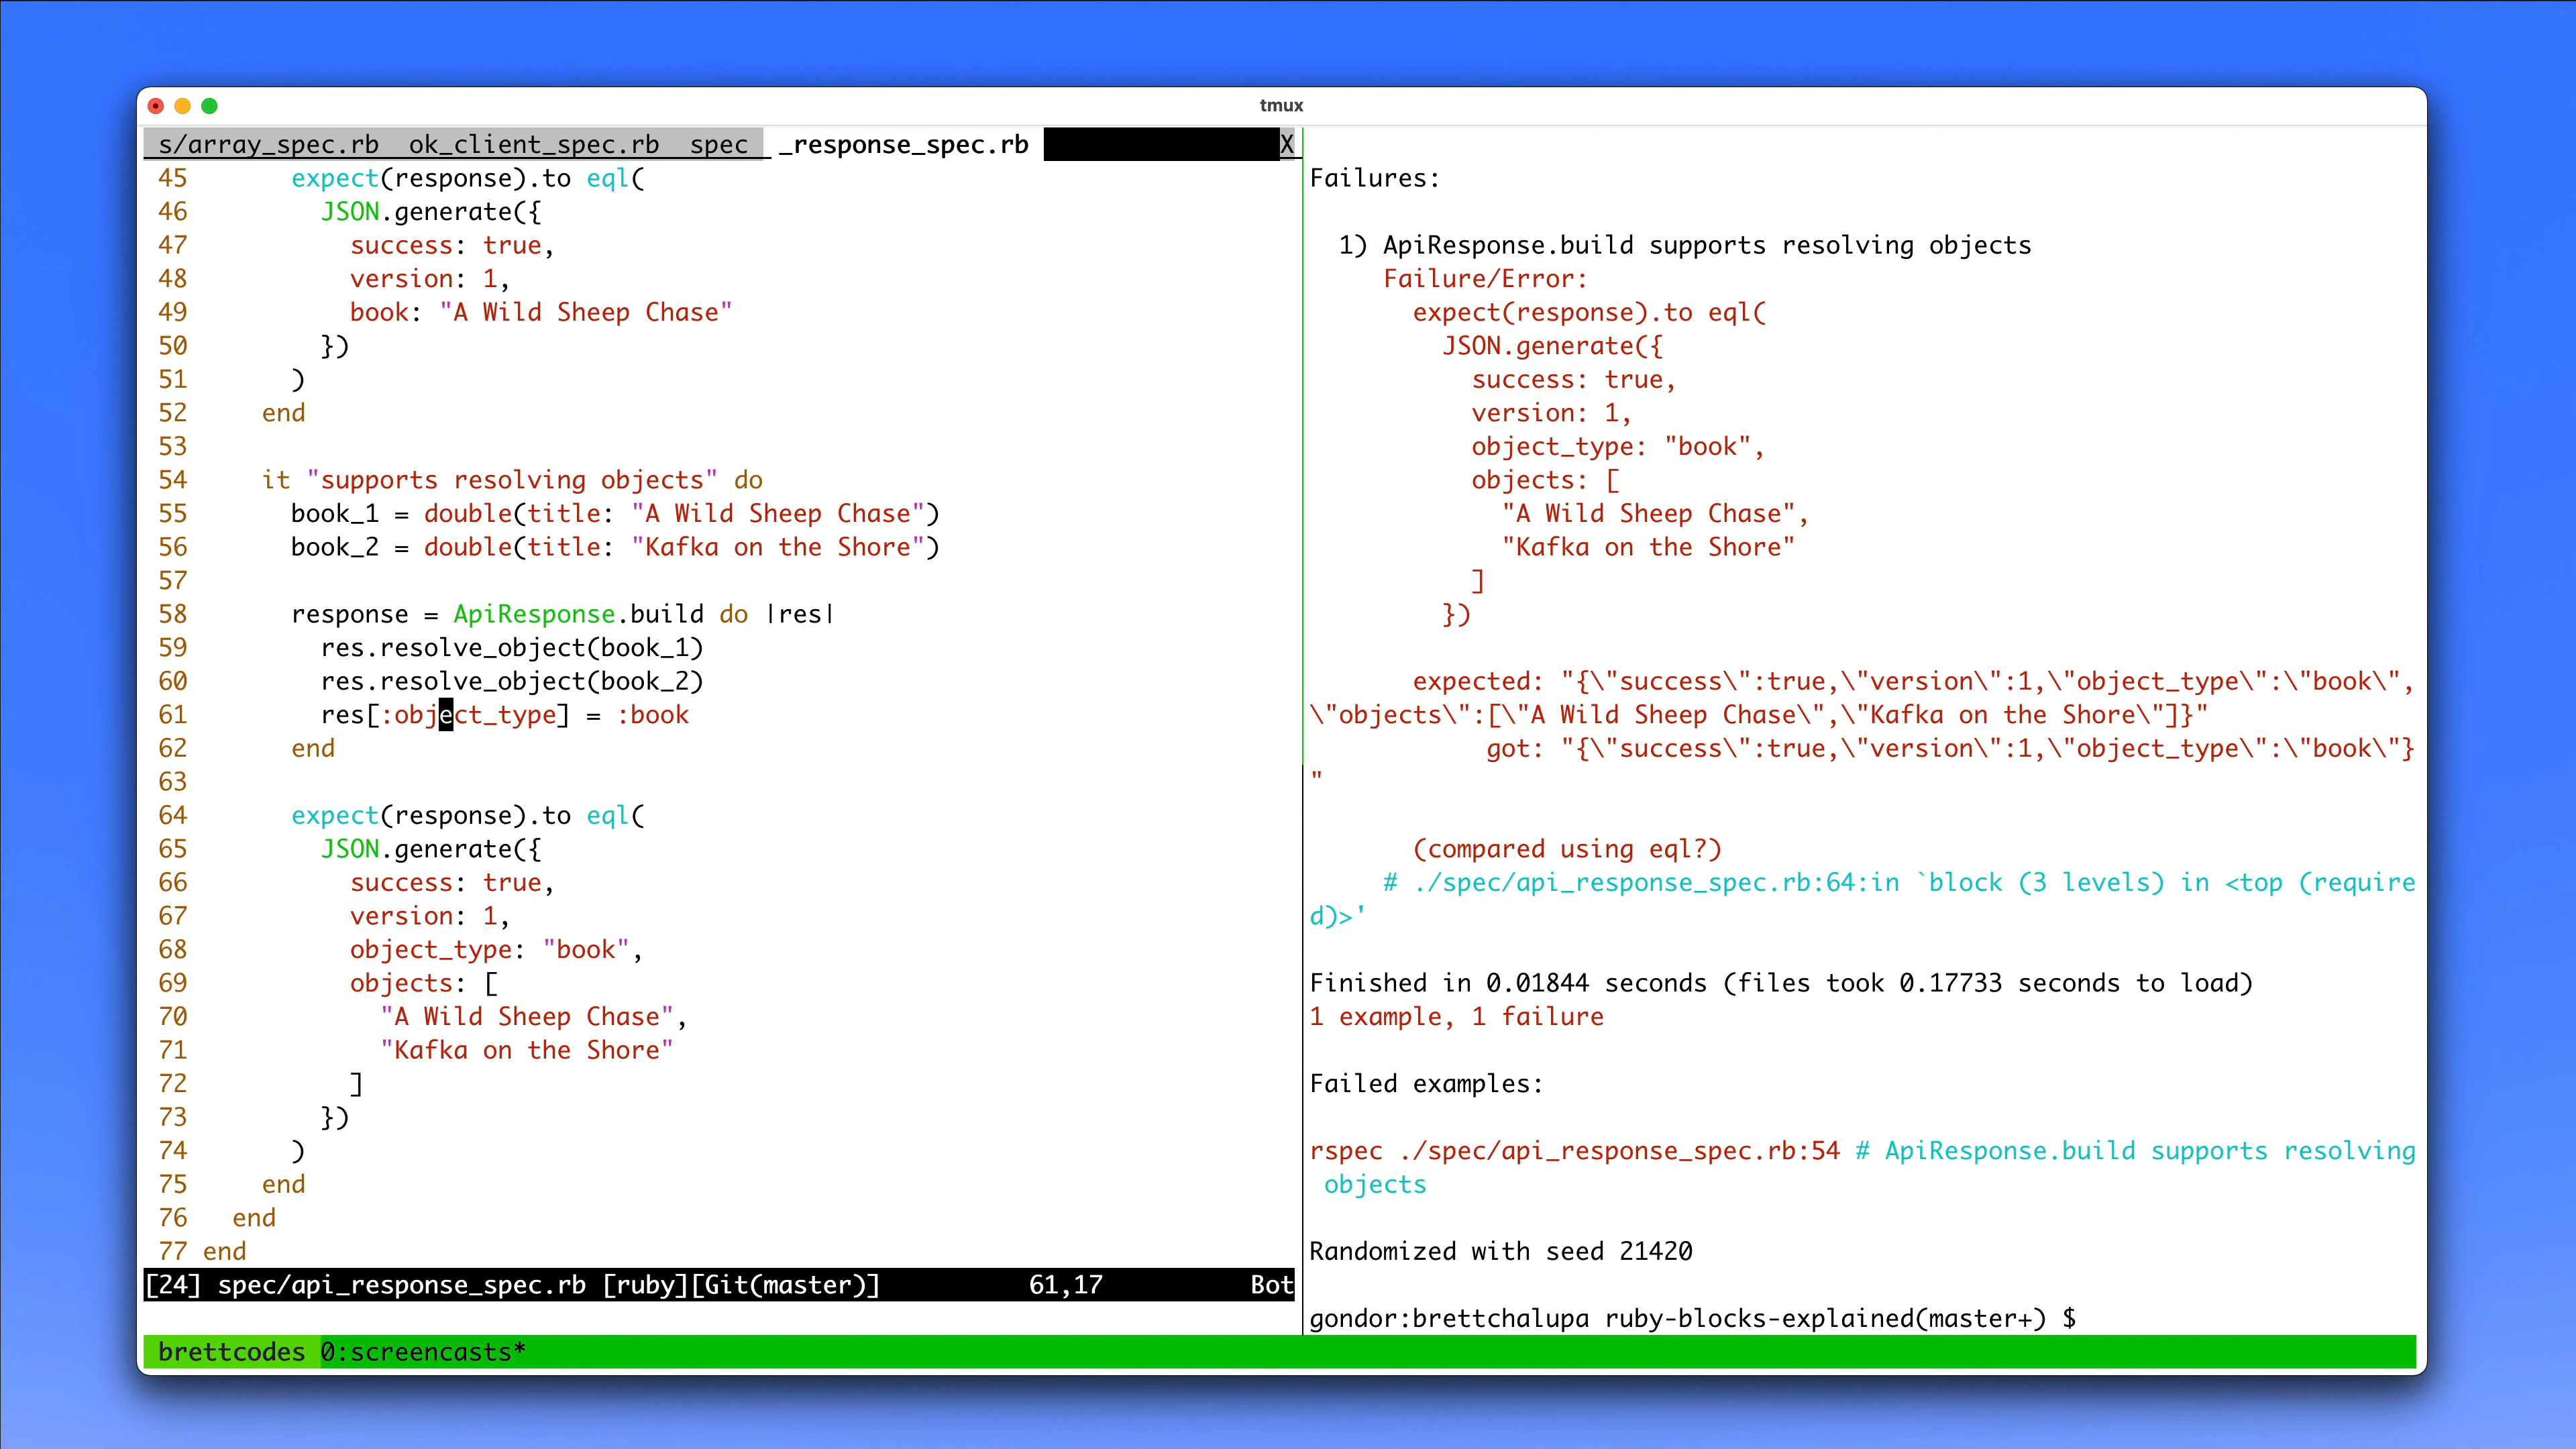 tmux
s/array_spec.rb  ok_client_spec.rb  spec  _response_spec.rb  X
45       expect(response).to eql(
46         JSON.generate({
47           success: true,
48           version: 1,
49           book: "A Wild Sheep Chase"
50         })
51       )
52     end
53
54     it "supports resolving objects" do
55       book_1 = double(title: "A Wild Sheep Chase")
56       book_2 = double(title: "Kafka on the Shore")
57
58       response = ApiResponse.build do |res|
59         res.resolve_object(book_1)
60         res.resolve_object(book_2)
61         res[:object_type] = :book
62       end
63
64       expect(response).to eql(
65         JSON.generate({
66           success: true,
67           version: 1,
68           object_type: "book",
69           objects: [
70             "A Wild Sheep Chase",
71             "Kafka on the Shore"
72           ]
73         })
74       )
75     end
76   end
77 end
[24] spec/api_response_spec.rb [ruby][Git(master)]          61,17          Bot
Failures:
  1) ApiResponse.build supports resolving objects
     Failure/Error:
       expect(response).to eql(
         JSON.generate({
           success: true,
           version: 1,
           object_type: "book",
           objects: [
             "A Wild Sheep Chase",
             "Kafka on the Shore"
           ]
         })
       expected: "{\"success\":true,\"version\":1,\"object_type\":\"book\",
\"objects\":[\"A Wild Sheep Chase\",\"Kafka on the Shore\"]}"
            got: "{\"success\":true,\"version\":1,\"object_type\":\"book\"}
"
       (compared using eql?)
     # ./spec/api_response_spec.rb:64:in `block (3 levels) in <top (require
d)>'
Finished in 0.01844 seconds (files took 0.17733 seconds to load)
1 example, 1 failure
Failed examples:
rspec ./spec/api_response_spec.rb:54 # ApiResponse.build supports resolving
 objects
Randomized with seed 21420
gondor:brettchalupa ruby-blocks-explained(master+) $
brettcodes 0:screencasts*